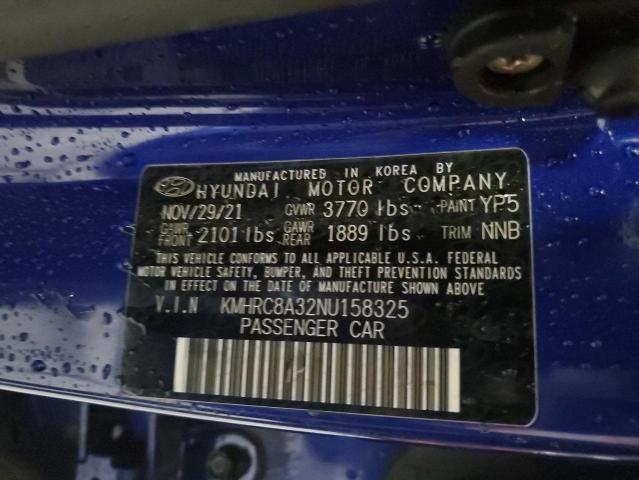 MANUFACTURED IN KOREA BY
HYUNDAI MOTOR COMPANY
NOV/29/21 GVWR 3770 lbs PAINT YP5
GAWR FRONT 2101 lbs GAWR REAR 1889 lbs TRIM NNB
THIS VEHICLE CONFORMS TO ALL APPLICABLE U.S.A. FEDERAL
MOTOR VEHICLE SAFETY, BUMPER, AND THEFT PREVENTION STANDARDS
IN EFFECT ON THE DATE OF MANUFACTURE SHOWN ABOVE
V.I.N KMHRC8A32NU158325
PASSENGER CAR